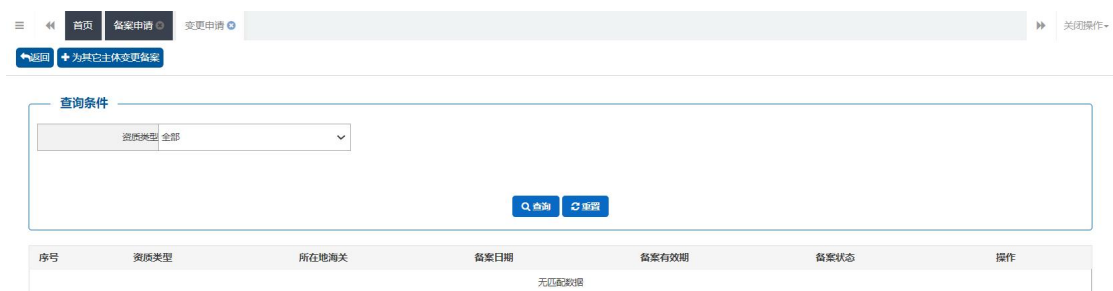 首页 备案申请 变更申请 关闭操作
返回 为其它主体变更备案
查询条件
资质类型 全部
查询 重置
序号 资质类型 所在地海关 备案日期 备案有效期 备案状态 操作
无匹配数据